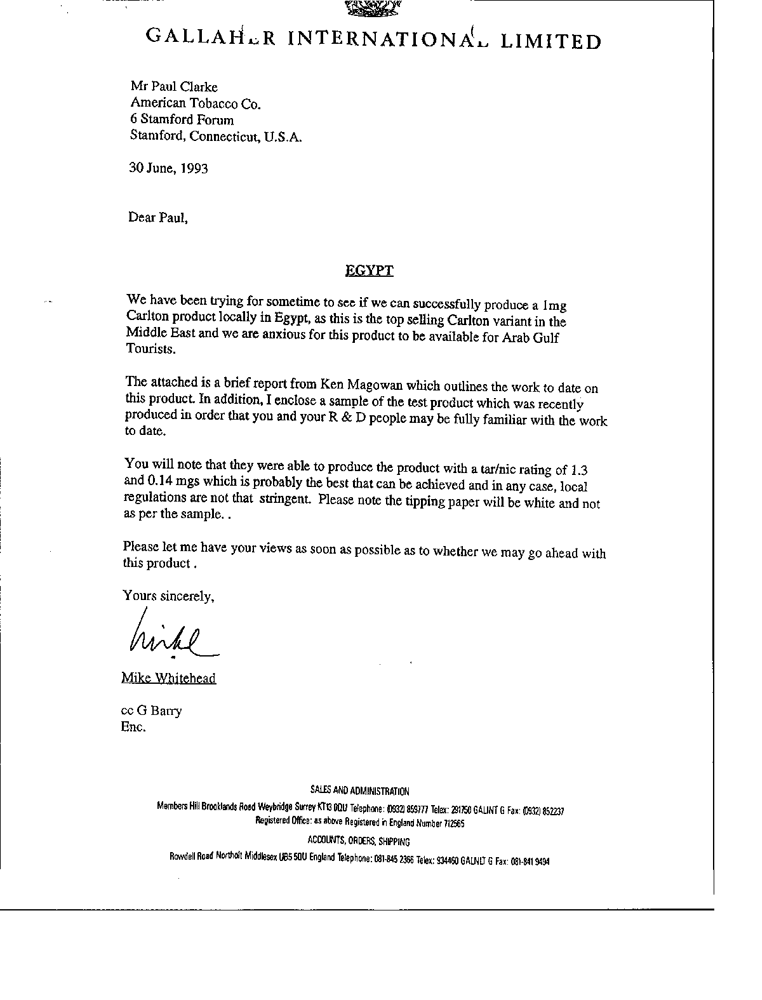 GALLAHER INTERNATIONAL LIMITED
Mr Paul Clarke
American Tobacco Co.
6 Stamford Forum
Stamford, Connecticut, U.S.A.
30 June, 1993
Dear Paul,
EGYPT
We have been trying for sometime to see if we can successfully produce a 1mg
Carlton product locally in Egypt, as this is the top selling Carlton variant in the
Middle East and we are anxious for this product to be available for Arab Gulf
Tourists.
The attached is a brief report from Ken Magowan which outlines the work to date on
this product. In addition, I enclose a sample of the test product which was recently
produced in order that you and your R & D people may be fully familiar with the work
to date.
You will note that they were able to produce the product with a tar/nic rating of 1.3
and 0.14 mgs which is probably the best that can be achieved and in any case, local
regulations are not that stringent. Please note the tipping paper will be white and not
as per the sample. .
Please let me have your views as soon as possible as to whether we may go ahead with
this product .
Yours sincerely,
Mike
Mike Whitehead
cc G Barry
Enc.
SALES AND ADMINISTRATION
Members Hill Brooklands Road Weybridge Surrey KT13 0QU Telephone: (0932) 859777 Telex: 291750 GALINT G Fax: (0932) 852237
Registered Office: as above Registered in England Number 712565
ACCOUNTS, ORDERS, SHIPPING
Rowdell Road Northolt Middlesex UB5 5QU England Telephone: 081-845 2366 Telex: 934460 GALNLT G Fax: 081-841 9494